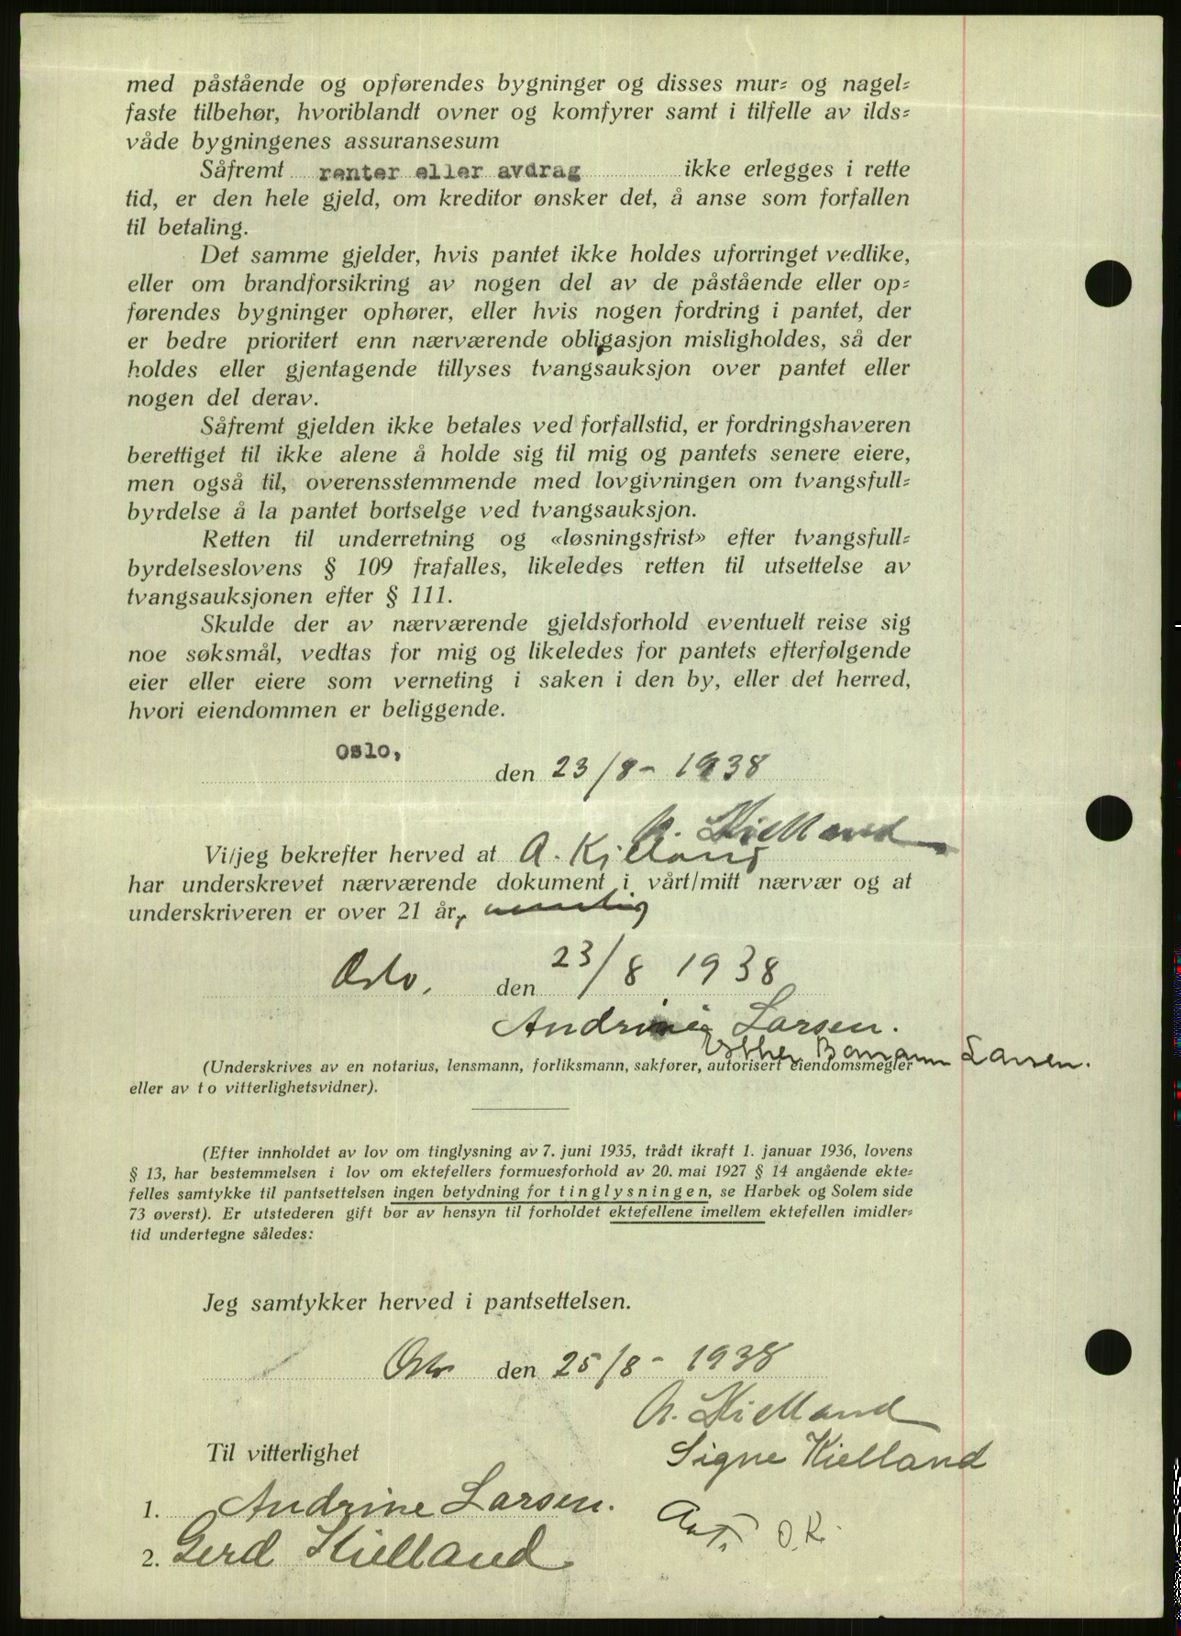 med påstående og opførendes bygninger og disses mur- og nagel-
faste tilbehør, hvoriblandt ovner og komfyrer samt i tilfelle av ilds-
våde bygningenes assuransesum
Såfremt renter eller avdrag ikke erlegges i rette
tid, er den hele gjeld, om kreditor ønsker det, å anse som forfallen
til betaling.
Det samme gjelder, hvis pantet ikke holdes uforringet vedlike,
eller om brandforsikring av nogen del av de påstående eller op-
førendes bygninger ophører, eller hvis nogen fordring i pantet, der
er bedre prioritert enn nærværende obligasjon misligholdes, så der
holdes eller gjentagende tillyses tvangsauksjon over pantet eller
nogen del derav.
Såfremt gjelden ikke betales ved forfallstid, er fordringshaveren
berettiget til ikke alene å holde sig til mig og pantets senere eiere,
men også til, overensstemmende med lovgivningen om tvangsfull-
byrdelse å la pantet bortselge ved tvangsauksjon.
Retten til underretning og «løsningsfrist» efter tvangsfull-
byrdelseslovens § 109 frafalles, likeledes retten til utsettelse av
tvangsauksjonen efter § 111.
Skulde der av nærværende gjeldsforhold eventuelt reise sig
noe søksmål, vedtas for mig og likeledes for pantets efterfølgende
eier eller eiere som verneting i saken i den by, eller det herred,
hvori eiendommen er beliggende.
Oslo, den 23/8- 1938
A. Kielland
Vi/jeg bekrefter herved at A. Kjelland
har underskrevet nærværende dokument i vårt/mitt nærvær og at
underskriveren er over 21 år,
Oslo, den 23/8 1938
Andrine Larsen.
Esther Larsen.
(Underskrives av en notarius, lensmann, forliksmann, sakfører, autorisert eiendomsmegler
eller av to vitterlighetsvidner).
(Efter innholdet av lov om tinglysning av 7. juni 1935, trådt ikraft 1. januar 1936, lovens
§ 13, har bestemmelsen i lov om ektefellers formuesforhold av 20. mai 1927 § 14 angående ekte-
felles samtykke til pantsettelsen ingen betydning for tinglysningen, se Harbek og Solem side
73 øverst). Er utstederen gift bør av hensyn til forholdet ektefellene imellem ektefellen imidler-
tid undertegne således:
Jeg samtykker herved i pantsettelsen.
Oslo den 25/8- 1938
A. Kielland
Til vitterlighet
Signe Kielland
1. Andrine Larsen.
2. Gerd Kielland
O.K.